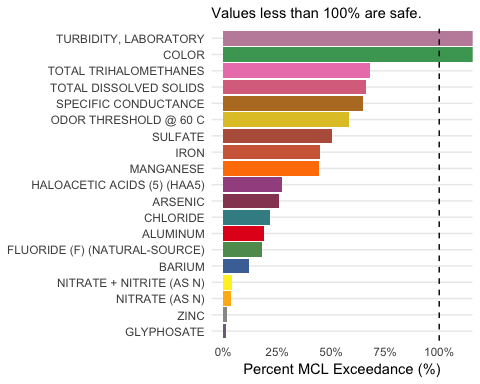 Values less than 100% are safe.
TURBIDITY, LABORATORY
COLOR
TOTAL TRIHALOMETHANES
TOTAL DISSOLVED SOLIDS
SPECIFIC CONDUCTANCE
ODOR THRESHOLD @ 60 C
SULFATE
IRON
MANGANESE
HALOACETIC ACIDS (5) (HAA5)
ARSENIC
CHLORIDE
ALUMINUM
FLUORIDE (F) (NATURAL-SOURCE)
BARIUM
NITRATE + NITRITE (AS N)
NITRATE (AS N)
ZINC
GLYPHOSATE
0% 25% 50% 75% 100%
Percent MCL Exceedance (%)